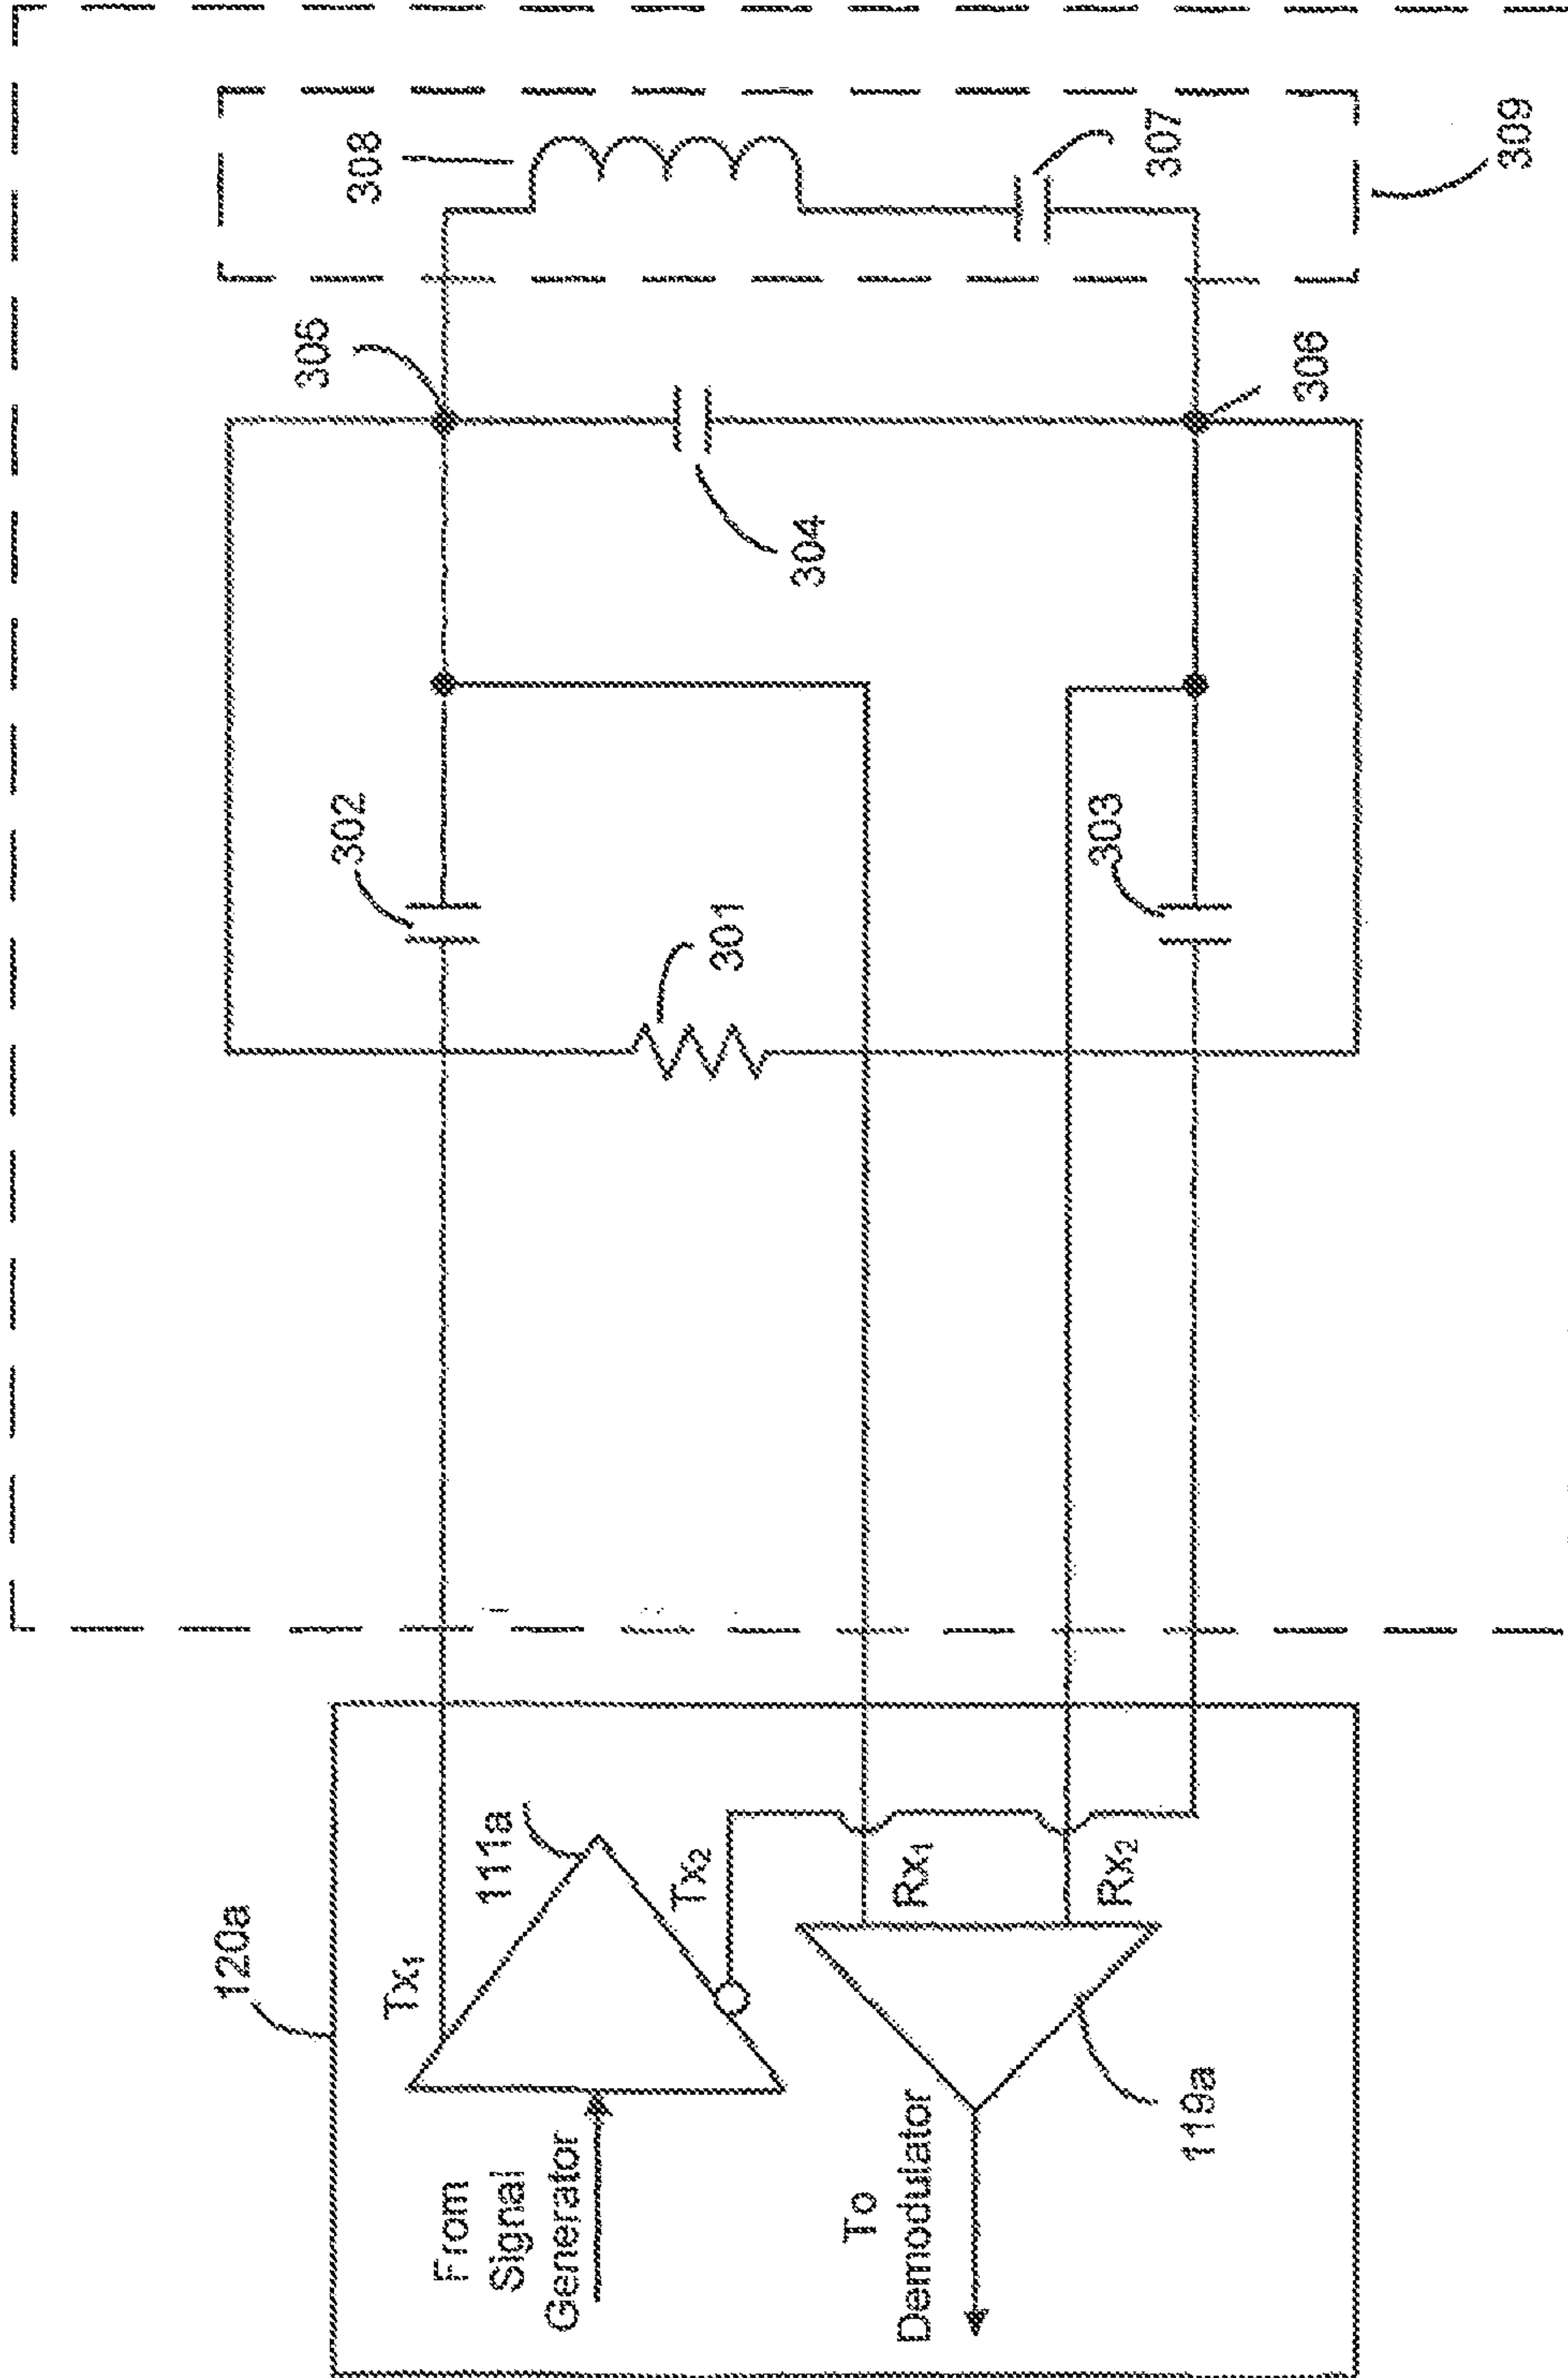 120a
Tx₁
111a
Tx₂
From
Signal
Generator
To
Demodulator
Rx₁
Rx₂
119a
301
302
303
304
305
306
307
308
309